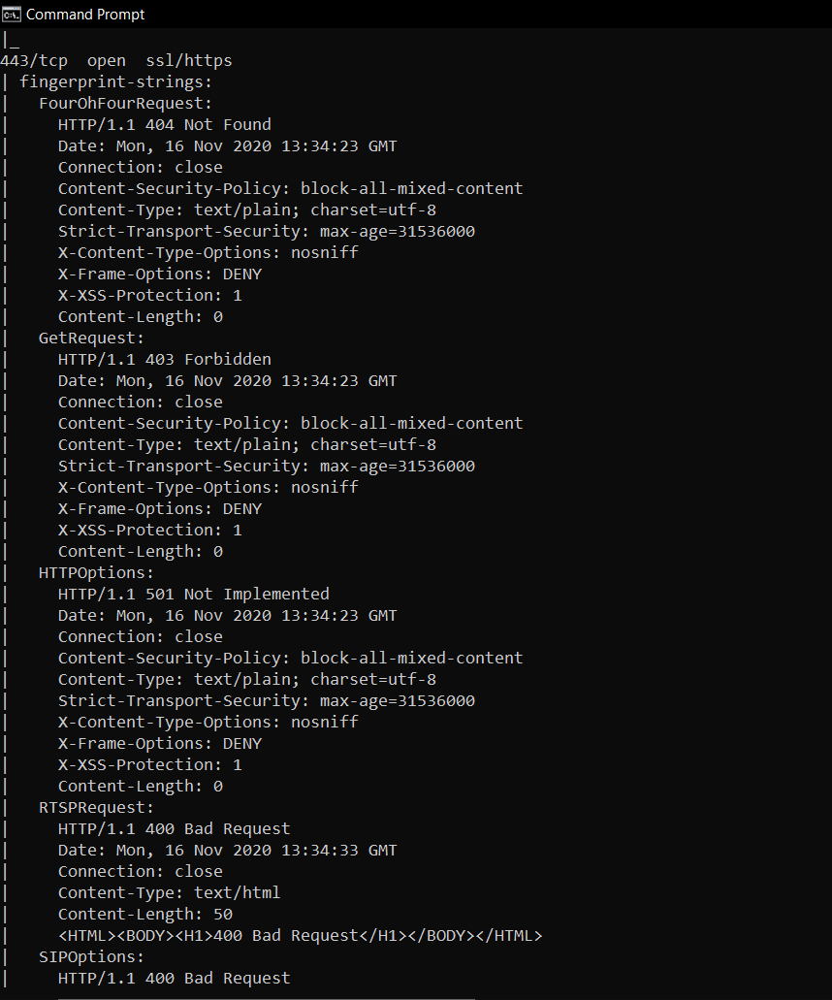 Command Prompt
|_
443/tcp  open  ssl/https
| fingerprint-strings:
|   FourOhFourRequest:
|     HTTP/1.1 404 Not Found
|     Date: Mon, 16 Nov 2020 13:34:23 GMT
|     Connection: close
|     Content-Security-Policy: block-all-mixed-content
|     Content-Type: text/plain; charset=utf-8
|     Strict-Transport-Security: max-age=31536000
|     X-Content-Type-Options: nosniff
|     X-Frame-Options: DENY
|     X-XSS-Protection: 1
|     Content-Length: 0
|   GetRequest:
|     HTTP/1.1 403 Forbidden
|     Date: Mon, 16 Nov 2020 13:34:23 GMT
|     Connection: close
|     Content-Security-Policy: block-all-mixed-content
|     Content-Type: text/plain; charset=utf-8
|     Strict-Transport-Security: max-age=31536000
|     X-Content-Type-Options: nosniff
|     X-Frame-Options: DENY
|     X-XSS-Protection: 1
|     Content-Length: 0
|   HTTPOptions:
|     HTTP/1.1 501 Not Implemented
|     Date: Mon, 16 Nov 2020 13:34:23 GMT
|     Connection: close
|     Content-Security-Policy: block-all-mixed-content
|     Content-Type: text/plain; charset=utf-8
|     Strict-Transport-Security: max-age=31536000
|     X-Content-Type-Options: nosniff
|     X-Frame-Options: DENY
|     X-XSS-Protection: 1
|     Content-Length: 0
|   RTSPRequest:
|     HTTP/1.1 400 Bad Request
|     Date: Mon, 16 Nov 2020 13:34:33 GMT
|     Connection: close
|     Content-Type: text/html
|     Content-Length: 50
|     <HTML><BODY><H1>400 Bad Request</H1></BODY></HTML>
|   SIPOptions:
|     HTTP/1.1 400 Bad Request